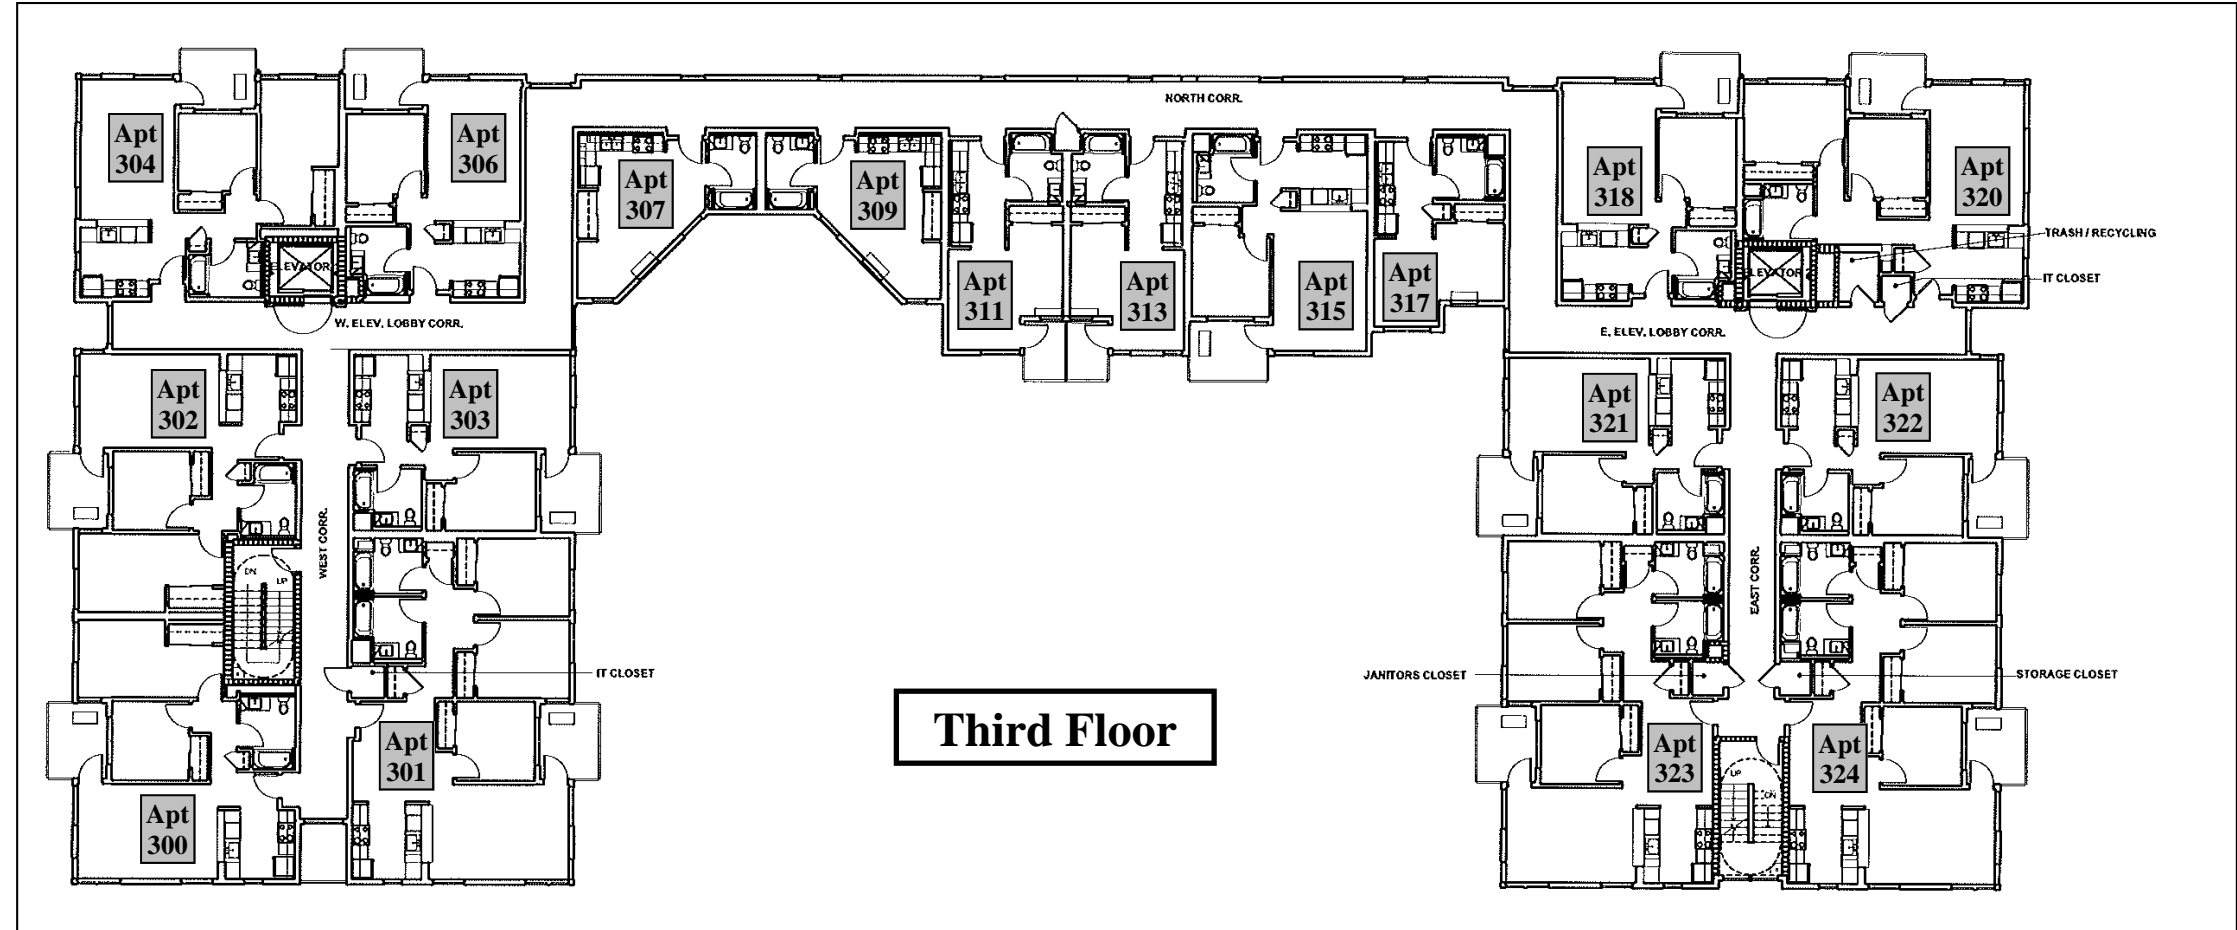 NORTH CORR.
Apt
304
Apt
306
Apt
307
Apt
309
Apt
311
Apt
313
Apt
315
Apt
317
Apt
318
Apt
320
TRASH / RECYCLING
IT CLOSET
ELEVATOR
ELEVATOR
W. ELEV. LOBBY CORR.
E. ELEV. LOBBY CORR.
Apt
302
Apt
303
Apt
321
Apt
322
WEST CORR.
EAST CORR.
DN
UP
IT CLOSET
JANITORS CLOSET
STORAGE CLOSET
Third Floor
Apt
300
Apt
301
Apt
323
Apt
324
UP
DN